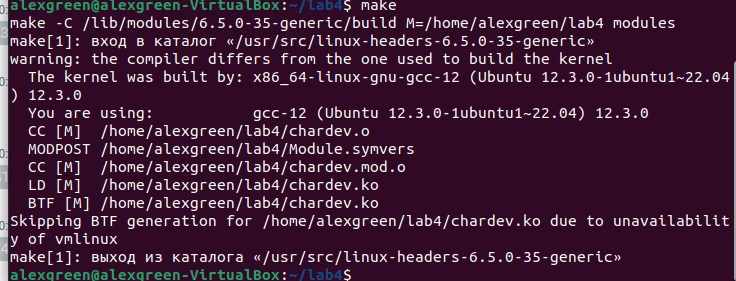 alexgreen@alexgreen-VirtualBox:~/lab4$ make
make -C /lib/modules/6.5.0-35-generic/build M=/home/alexgreen/lab4 modules
make[1]: вход в каталог «/usr/src/linux-headers-6.5.0-35-generic»
warning: the compiler differs from the one used to build the kernel
  The kernel was built by: x86_64-linux-gnu-gcc-12 (Ubuntu 12.3.0-1ubuntu1~22.04
) 12.3.0
  You are using:           gcc-12 (Ubuntu 12.3.0-1ubuntu1~22.04) 12.3.0
  CC [M]  /home/alexgreen/lab4/chardev.o
  MODPOST /home/alexgreen/lab4/Module.symvers
  CC [M]  /home/alexgreen/lab4/chardev.mod.o
  LD [M]  /home/alexgreen/lab4/chardev.ko
  BTF [M] /home/alexgreen/lab4/chardev.ko
Skipping BTF generation for /home/alexgreen/lab4/chardev.ko due to unavailabilit
y of vmlinux
make[1]: выход из каталога «/usr/src/linux-headers-6.5.0-35-generic»
alexgreen@alexgreen-VirtualBox:~/lab4$